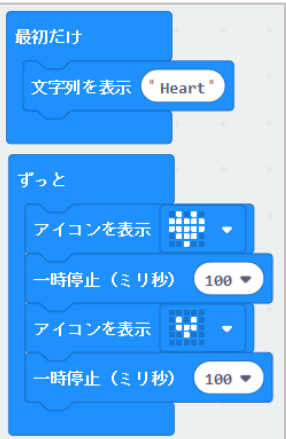 最初だけ
文字列を表示 "Heart"
ずっと
アイコンを表示
一時停止（ミリ秒） 100
アイコンを表示
一時停止（ミリ秒） 100